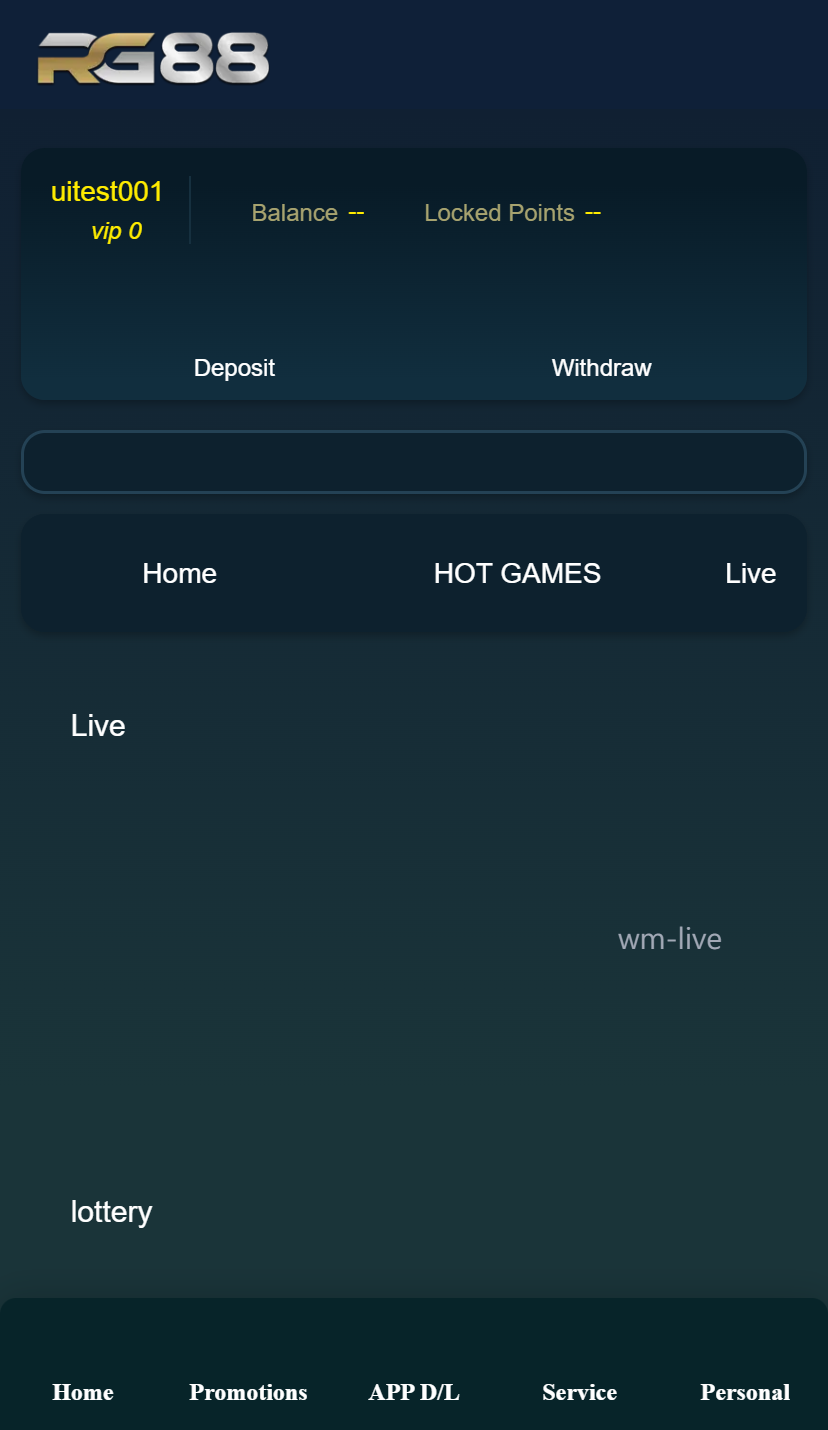 RG88
uitest001
vip 0
Balance --
Locked Points --
Deposit
Withdraw
Home
HOT GAMES
Live
Live
wm-live
lottery
Home
Promotions
APP D/L
Service
Personal